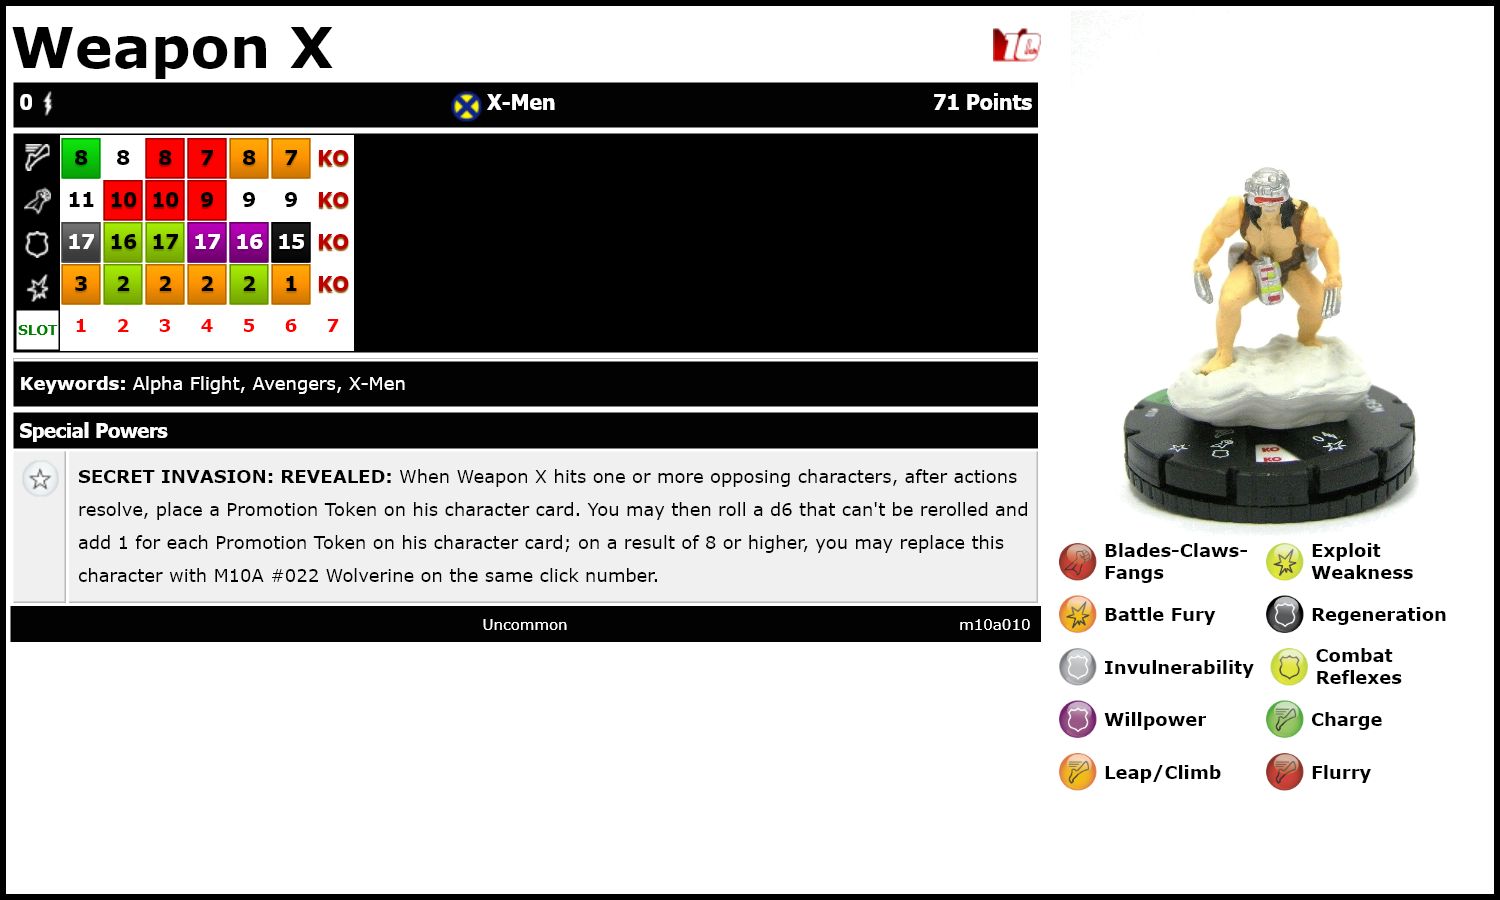 Weapon X
10
0
X-Men
71 Points
8 8 8 7 8 7 KO
11 10 10 9 9 9 KO
17 16 17 17 16 15 KO
3 2 2 2 2 1 KO
SLOT 1 2 3 4 5 6 7
Keywords: Alpha Flight, Avengers, X-Men
Special Powers
SECRET INVASION: REVEALED: When Weapon X hits one or more opposing characters, after actions
resolve, place a Promotion Token on his character card. You may then roll a d6 that can't be rerolled and
add 1 for each Promotion Token on his character card; on a result of 8 or higher, you may replace this
character with M10A #022 Wolverine on the same click number.
Uncommon
m10a010
KO
KO
Blades-Claws-
Fangs
Exploit
Weakness
Battle Fury
Regeneration
Invulnerability
Combat
Reflexes
Willpower
Charge
Leap/Climb
Flurry